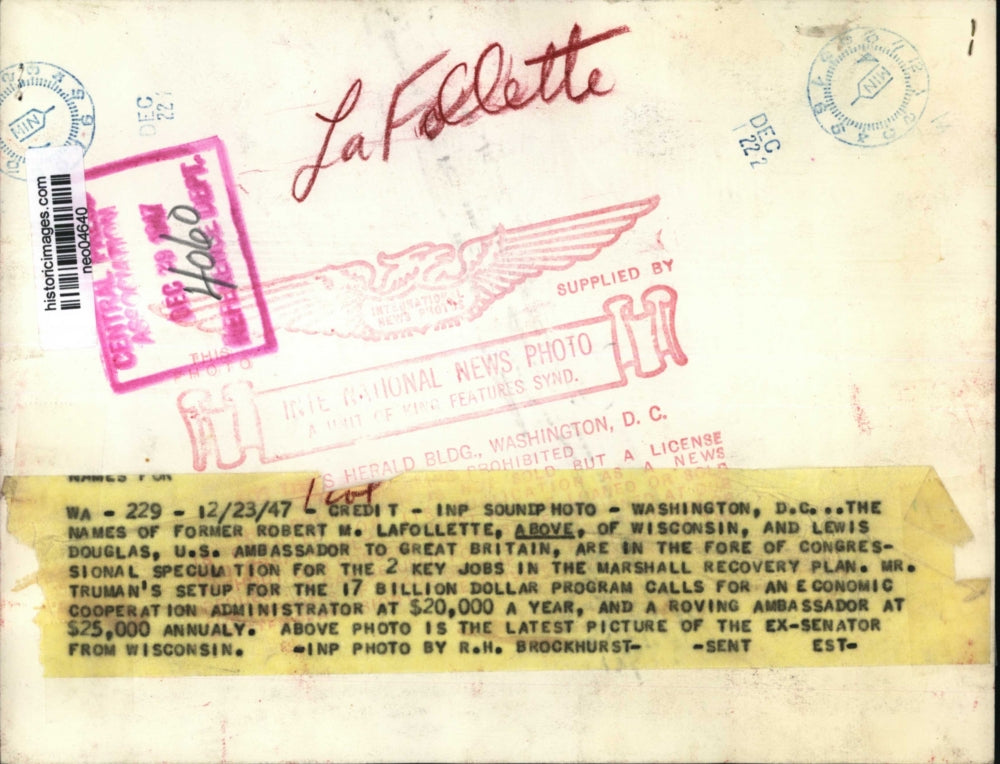 LaFollette
DEC
22
DEC
22
historicimages.com
neo04640
CENTRAL PRESS
ASSOCIATION
DEC 29 1947
4060
REFERENCE DEPT.
INTERNATIONAL
NEWS PHOTOS
SUPPLIED BY
THIS
PHOTO
INTE NATIONAL NEWS PHOTO
A UNIT OF KING FEATURES SYND.
S HERALD BLDG., WASHINGTON, D. C.
PROHIBITED
BUT A LICENSE
AS A NEWS
NAMES FOR
WA - 229 - 12/23/47 - CREDIT - INP SOUNDPHOTO - WASHINGTON, D.C...THE
NAMES OF FORMER ROBERT M. LAFOLLETTE, ABOVE, OF WISCONSIN, AND LEWIS
DOUGLAS, U.S. AMBASSADOR TO GREAT BRITAIN, ARE IN THE FORE OF CONGRES-
SIONAL SPECULATION FOR THE 2 KEY JOBS IN THE MARSHALL RECOVERY PLAN. MR.
TRUMAN'S SETUP FOR THE 17 BILLION DOLLAR PROGRAM CALLS FOR AN ECONOMIC
COOPERATION ADMINISTRATOR AT $20,000 A YEAR, AND A ROVING AMBASSADOR AT
$25,000 ANNUALY. ABOVE PHOTO IS THE LATEST PICTURE OF THE EX-SENATOR
FROM WISCONSIN. -INP PHOTO BY R.H. BROCKHURST- -SENT EST-